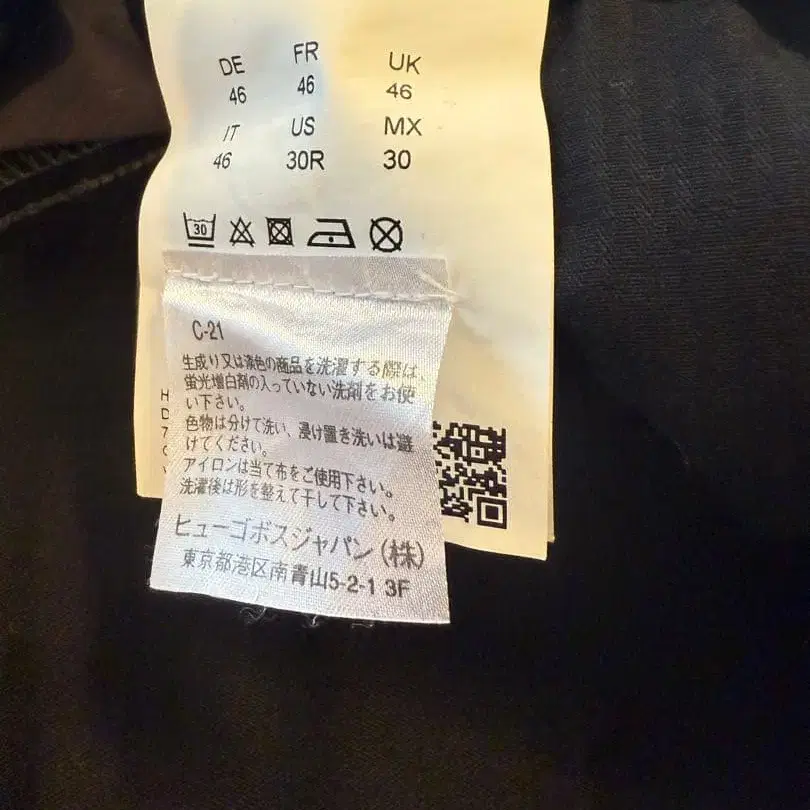 DE FR UK
46 46 46
IT US MX
46 30R 30
30
C-21
生成り又は淡色の商品を洗濯する際は、
蛍光増白剤の入っていない洗剤をお使
い下さい。
色物は分けて洗い、浸け置き洗いは避
けてください。
アイロンは当て布をご使用下さい。
洗濯後は形を整えて干して下さい。
ヒューゴボスジャパン(株)
東京都港区南青山5-2-1 3F
H
D
7